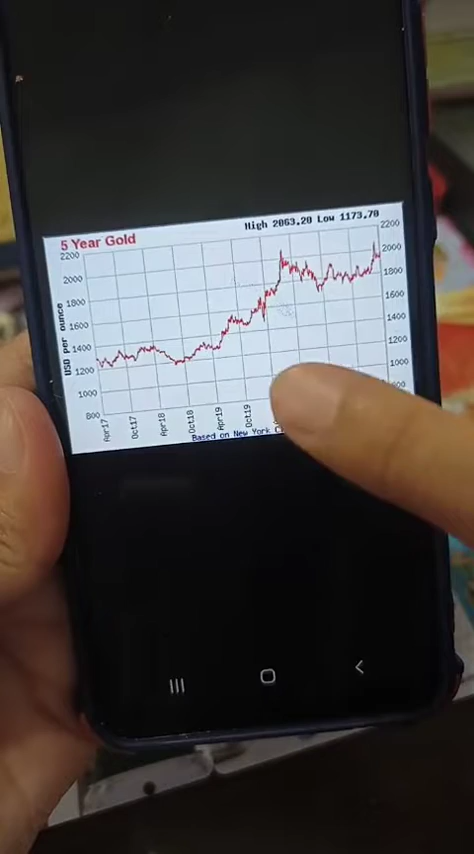 5 Year Gold
High 2063.20 Low 1173.70
USD per ounce
2200
2000
1800
1600
1400
1200
1000
800
2200
2000
1800
1600
1400
1200
1000
Apr17
Oct17
Apr18
Oct18
Apr19
Oct19
Based on New York